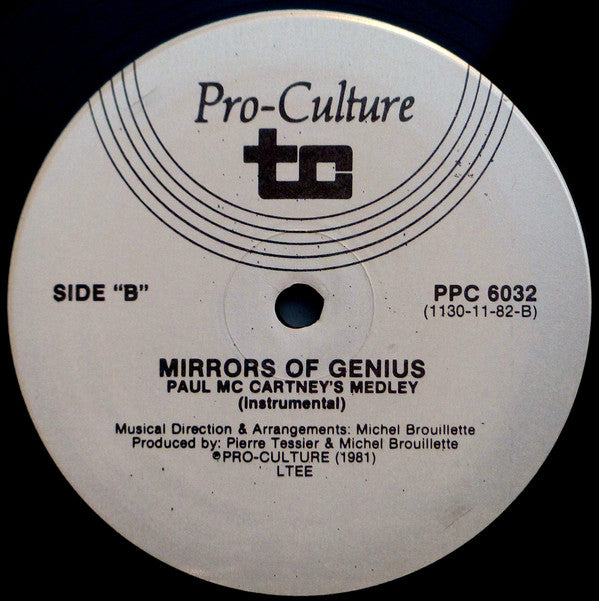 Pro-Culture
tc
SIDE “B”
PPC 6032
(1130-11-82-B)
MIRRORS OF GENIUS
PAUL MC CARTNEY'S MEDLEY
(Instrumental)
Musical Direction & Arrangements: Michel Brouillette
Produced by: Pierre Tessier & Michel Brouillette
℗PRO-CULTURE (1981)
LTEE